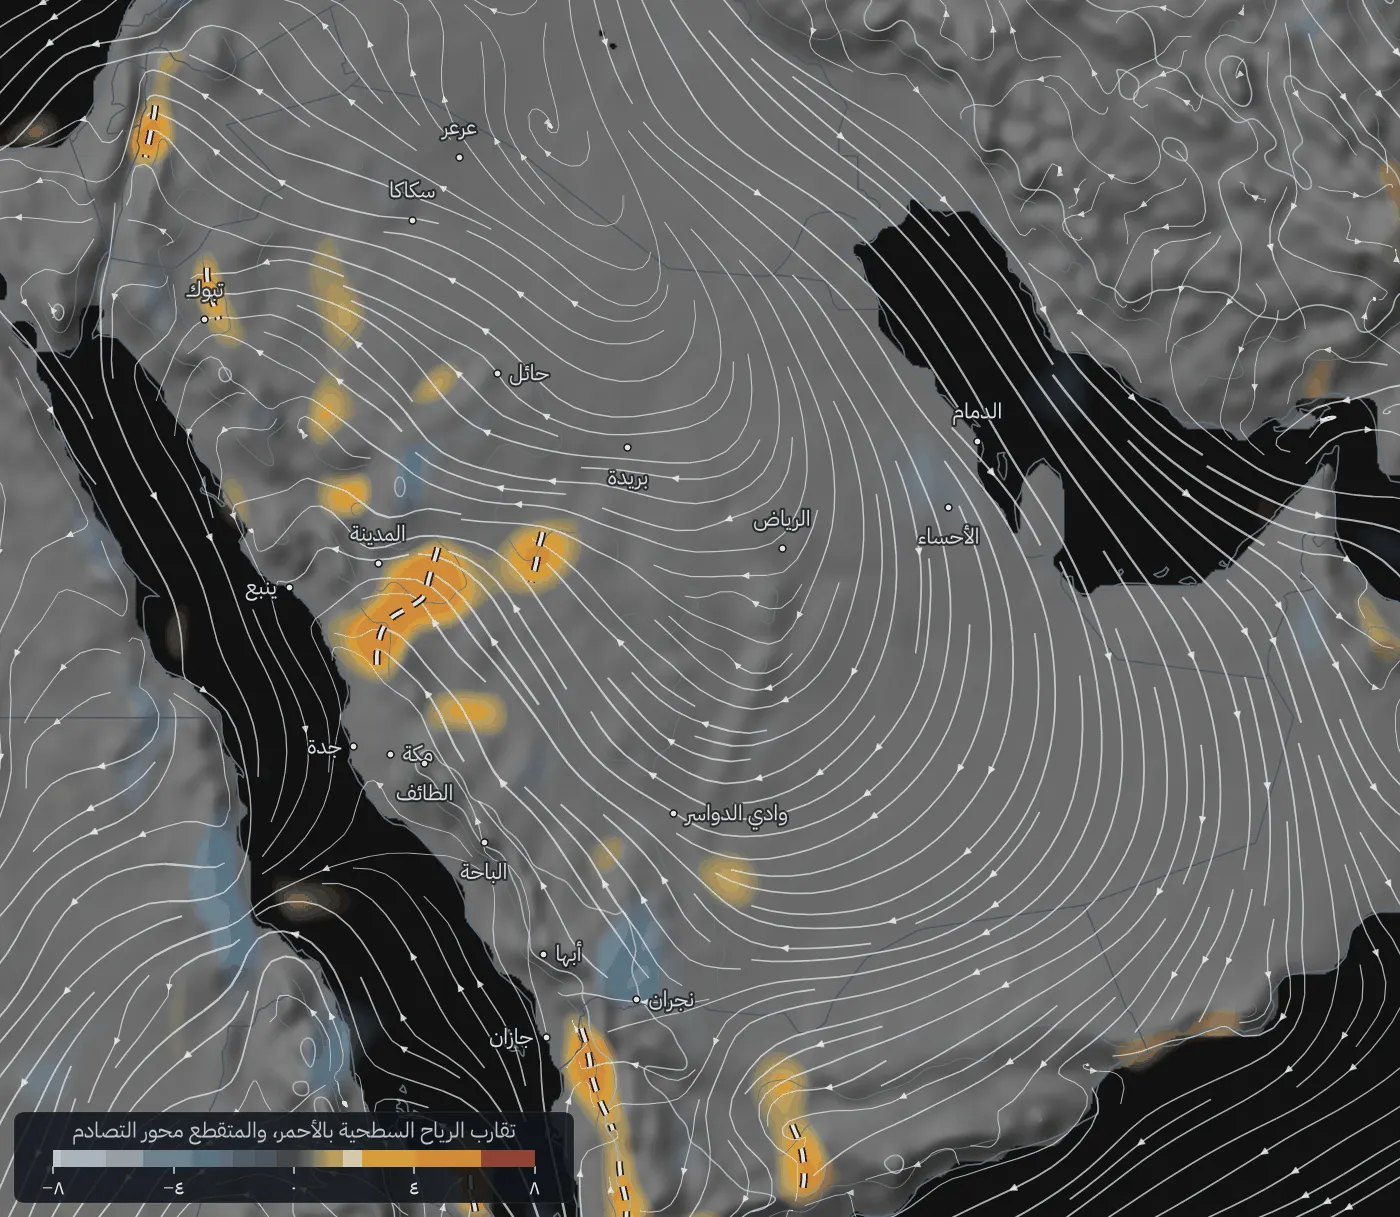 عرعر
سكاكا
تبوك
حائل
الدمام
بريدة
الرياض
الأحساء
المدينة
ينبع
جدة
مكة
الطائف
وادي الدواسر
الباحة
أبها
نجران
جازان
تقارب الرياح السطحية بالأحمر، والمتقطع محور التصادم
−٨ −٤ ٠ ٤ ٨